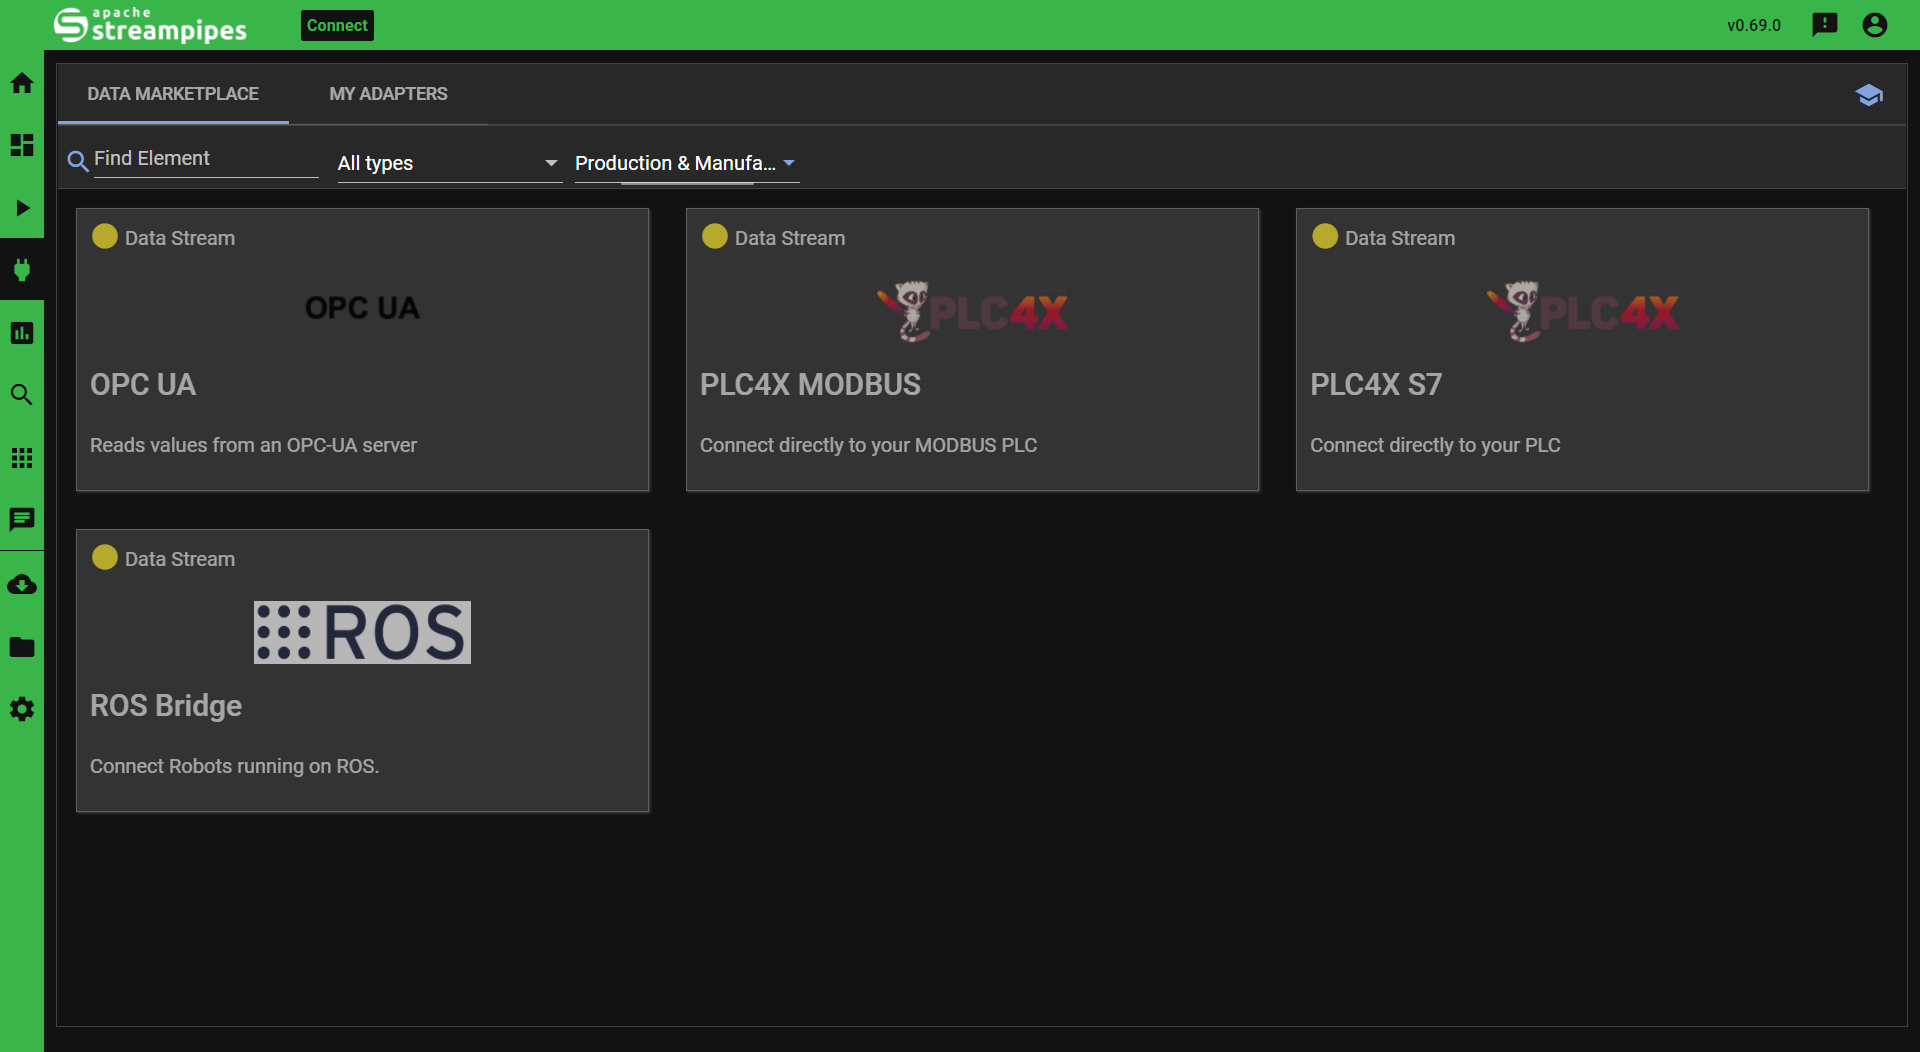 apache
streampipes
Connect
v0.69.0
DATA MARKETPLACE
MY ADAPTERS
Find Element
All types
Production & Manufa...
Data Stream
OPC UA
OPC UA
Reads values from an OPC-UA server
Data Stream
PLC4X
PLC4X MODBUS
Connect directly to your MODBUS PLC
Data Stream
PLC4X
PLC4X S7
Connect directly to your PLC
Data Stream
ROS
ROS Bridge
Connect Robots running on ROS.